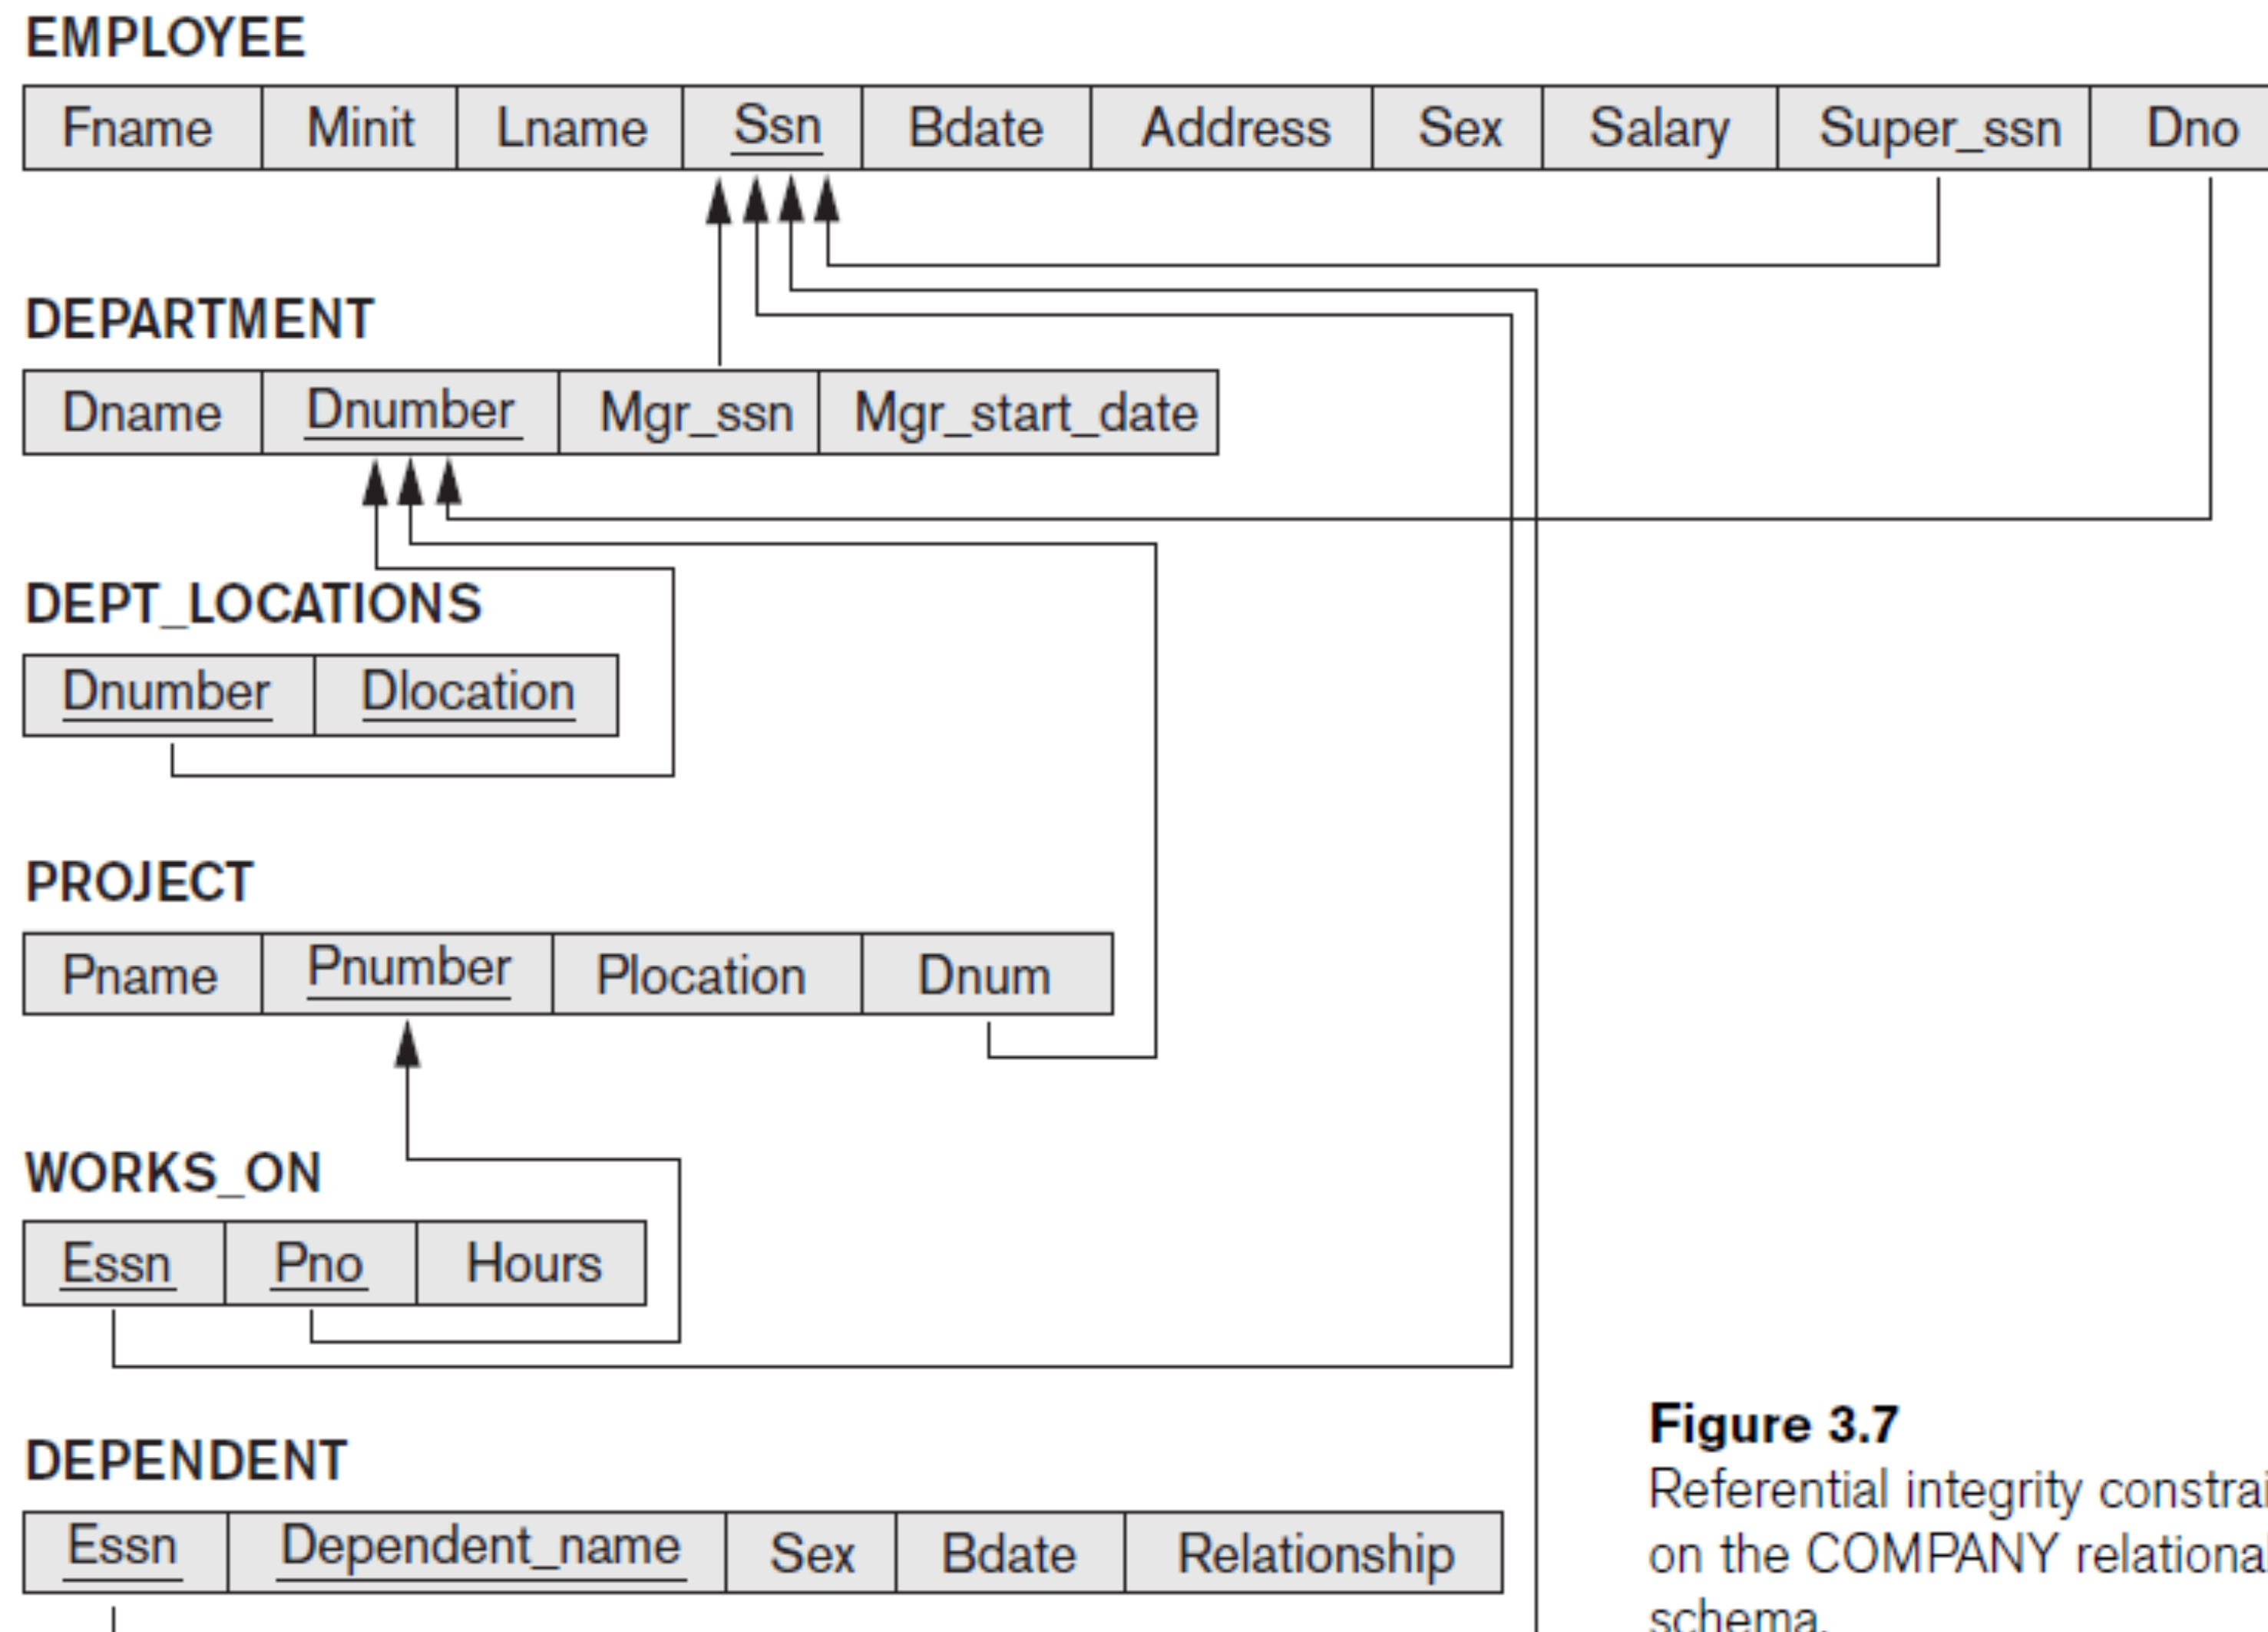 EMPLOYEE
Fname Minit Lname Ssn Bdate Address Sex Salary Super_ssn Dno
DEPARTMENT
Dname Dnumber Mgr_ssn Mgr_start_date
DEPT_LOCATIONS
Dnumber Dlocation
PROJECT
Pname Pnumber Plocation Dnum
WORKS_ON
Essn Pno Hours
DEPENDENT
Essn Dependent_name Sex Bdate Relationship
Figure 3.7
Referential integrity
on the COMPANY relational
schema.